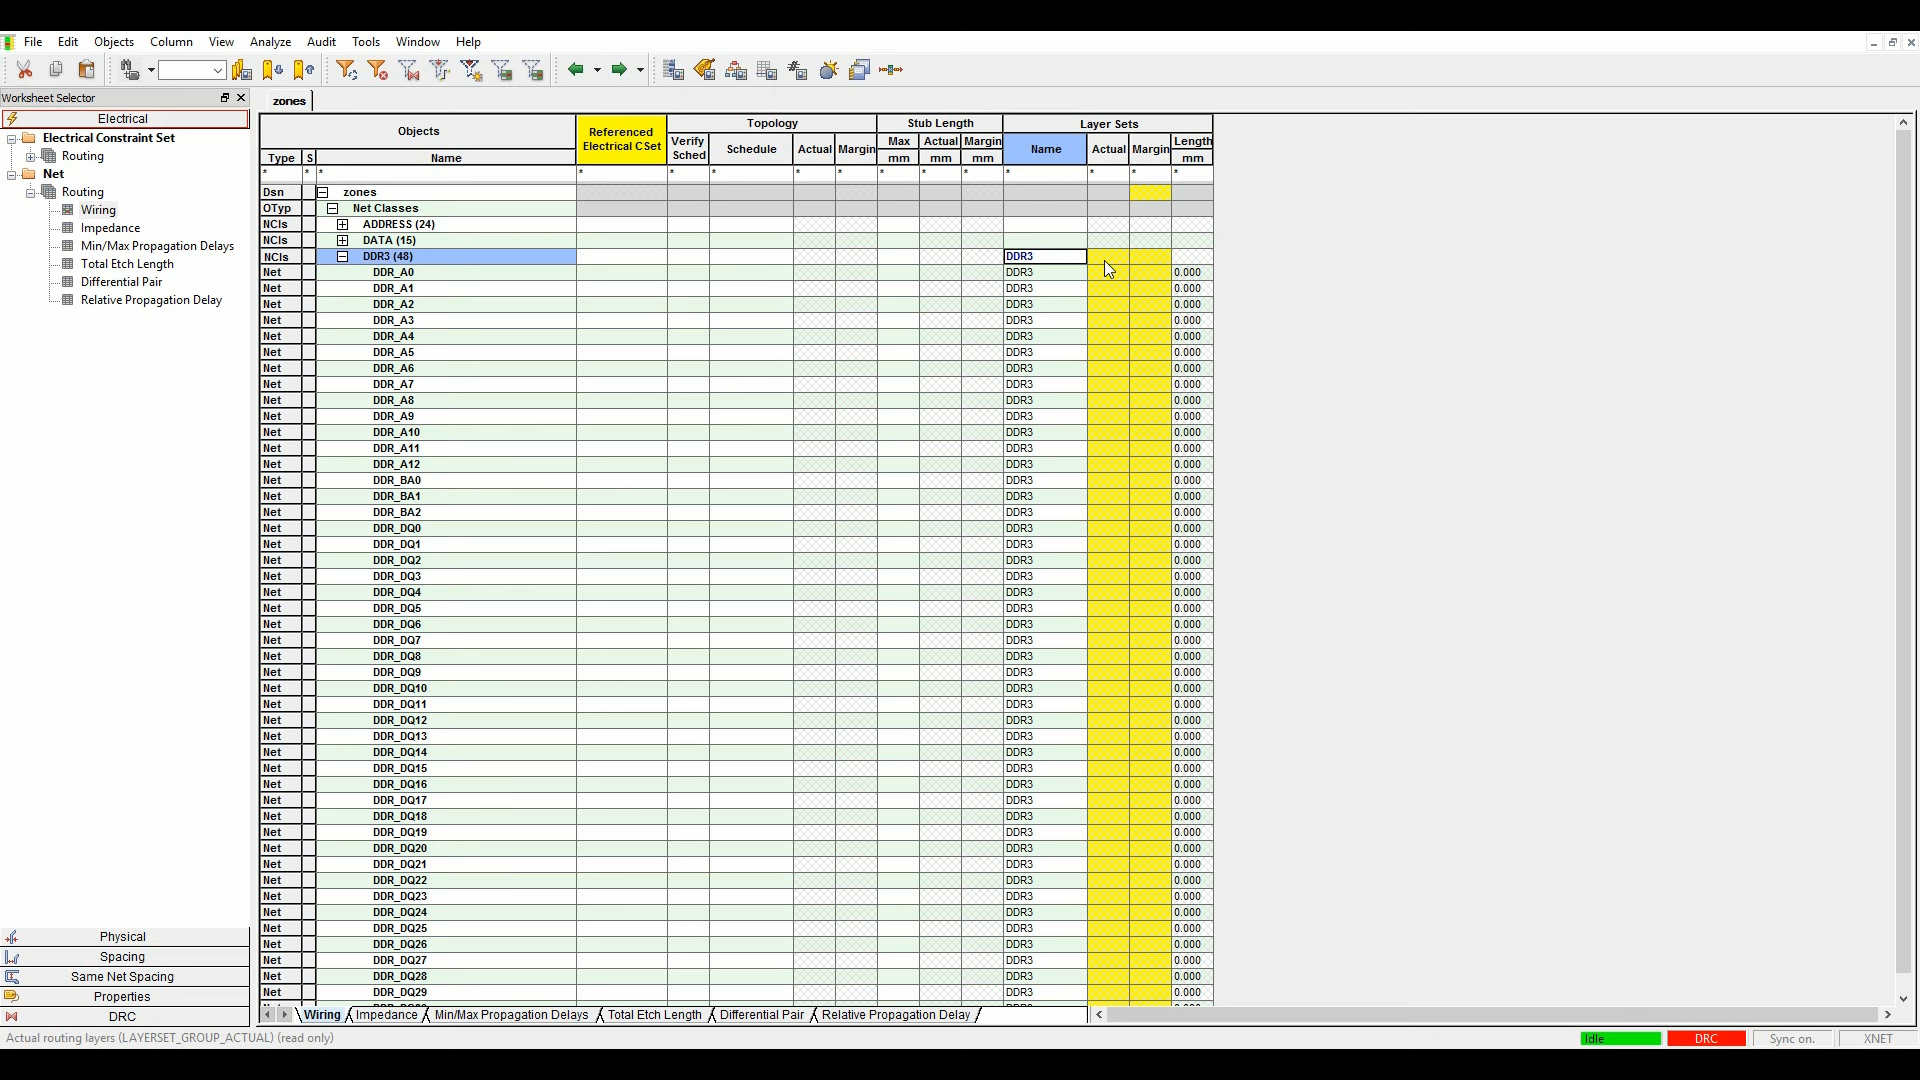 File Edit Objects Column View Analyze Audit Tools Window Help
Worksheet Selector
Electrical
Electrical Constraint Set
Routing
Net
Routing
Wiring
Impedance
Min/Max Propagation Delays
Total Etch Length
Differential Pair
Relative Propagation Delay
Physical
Spacing
Same Net Spacing
Properties
DRC
zones
Objects Referenced Electrical CSet Topology Stub Length Layer Sets
Verify Sched Schedule Actual Margin Max Actual Margin Name Actual Margin Length
Type S Name mm mm mm mm
* * * * * * * * * * * * * * *
Dsn zones
OTyp Net Classes
NCls ADDRESS (24)
NCls DATA (15)
NCls DDR3 (48) DDR3
Net DDR_A0 DDR3 0.000
Net DDR_A1 DDR3 0.000
Net DDR_A2 DDR3 0.000
Net DDR_A3 DDR3 0.000
Net DDR_A4 DDR3 0.000
Net DDR_A5 DDR3 0.000
Net DDR_A6 DDR3 0.000
Net DDR_A7 DDR3 0.000
Net DDR_A8 DDR3 0.000
Net DDR_A9 DDR3 0.000
Net DDR_A10 DDR3 0.000
Net DDR_A11 DDR3 0.000
Net DDR_A12 DDR3 0.000
Net DDR_BA0 DDR3 0.000
Net DDR_BA1 DDR3 0.000
Net DDR_BA2 DDR3 0.000
Net DDR_DQ0 DDR3 0.000
Net DDR_DQ1 DDR3 0.000
Net DDR_DQ2 DDR3 0.000
Net DDR_DQ3 DDR3 0.000
Net DDR_DQ4 DDR3 0.000
Net DDR_DQ5 DDR3 0.000
Net DDR_DQ6 DDR3 0.000
Net DDR_DQ7 DDR3 0.000
Net DDR_DQ8 DDR3 0.000
Net DDR_DQ9 DDR3 0.000
Net DDR_DQ10 DDR3 0.000
Net DDR_DQ11 DDR3 0.000
Net DDR_DQ12 DDR3 0.000
Net DDR_DQ13 DDR3 0.000
Net DDR_DQ14 DDR3 0.000
Net DDR_DQ15 DDR3 0.000
Net DDR_DQ16 DDR3 0.000
Net DDR_DQ17 DDR3 0.000
Net DDR_DQ18 DDR3 0.000
Net DDR_DQ19 DDR3 0.000
Net DDR_DQ20 DDR3 0.000
Net DDR_DQ21 DDR3 0.000
Net DDR_DQ22 DDR3 0.000
Net DDR_DQ23 DDR3 0.000
Net DDR_DQ24 DDR3 0.000
Net DDR_DQ25 DDR3 0.000
Net DDR_DQ26 DDR3 0.000
Net DDR_DQ27 DDR3 0.000
Net DDR_DQ28 DDR3 0.000
Net DDR_DQ29 DDR3 0.000
Wiring Impedance Min/Max Propagation Delays Total Etch Length Differential Pair Relative Propagation Delay
Actual routing layers (LAYERSET_GROUP_ACTUAL) (read only) Idle DRC Sync on. XNET